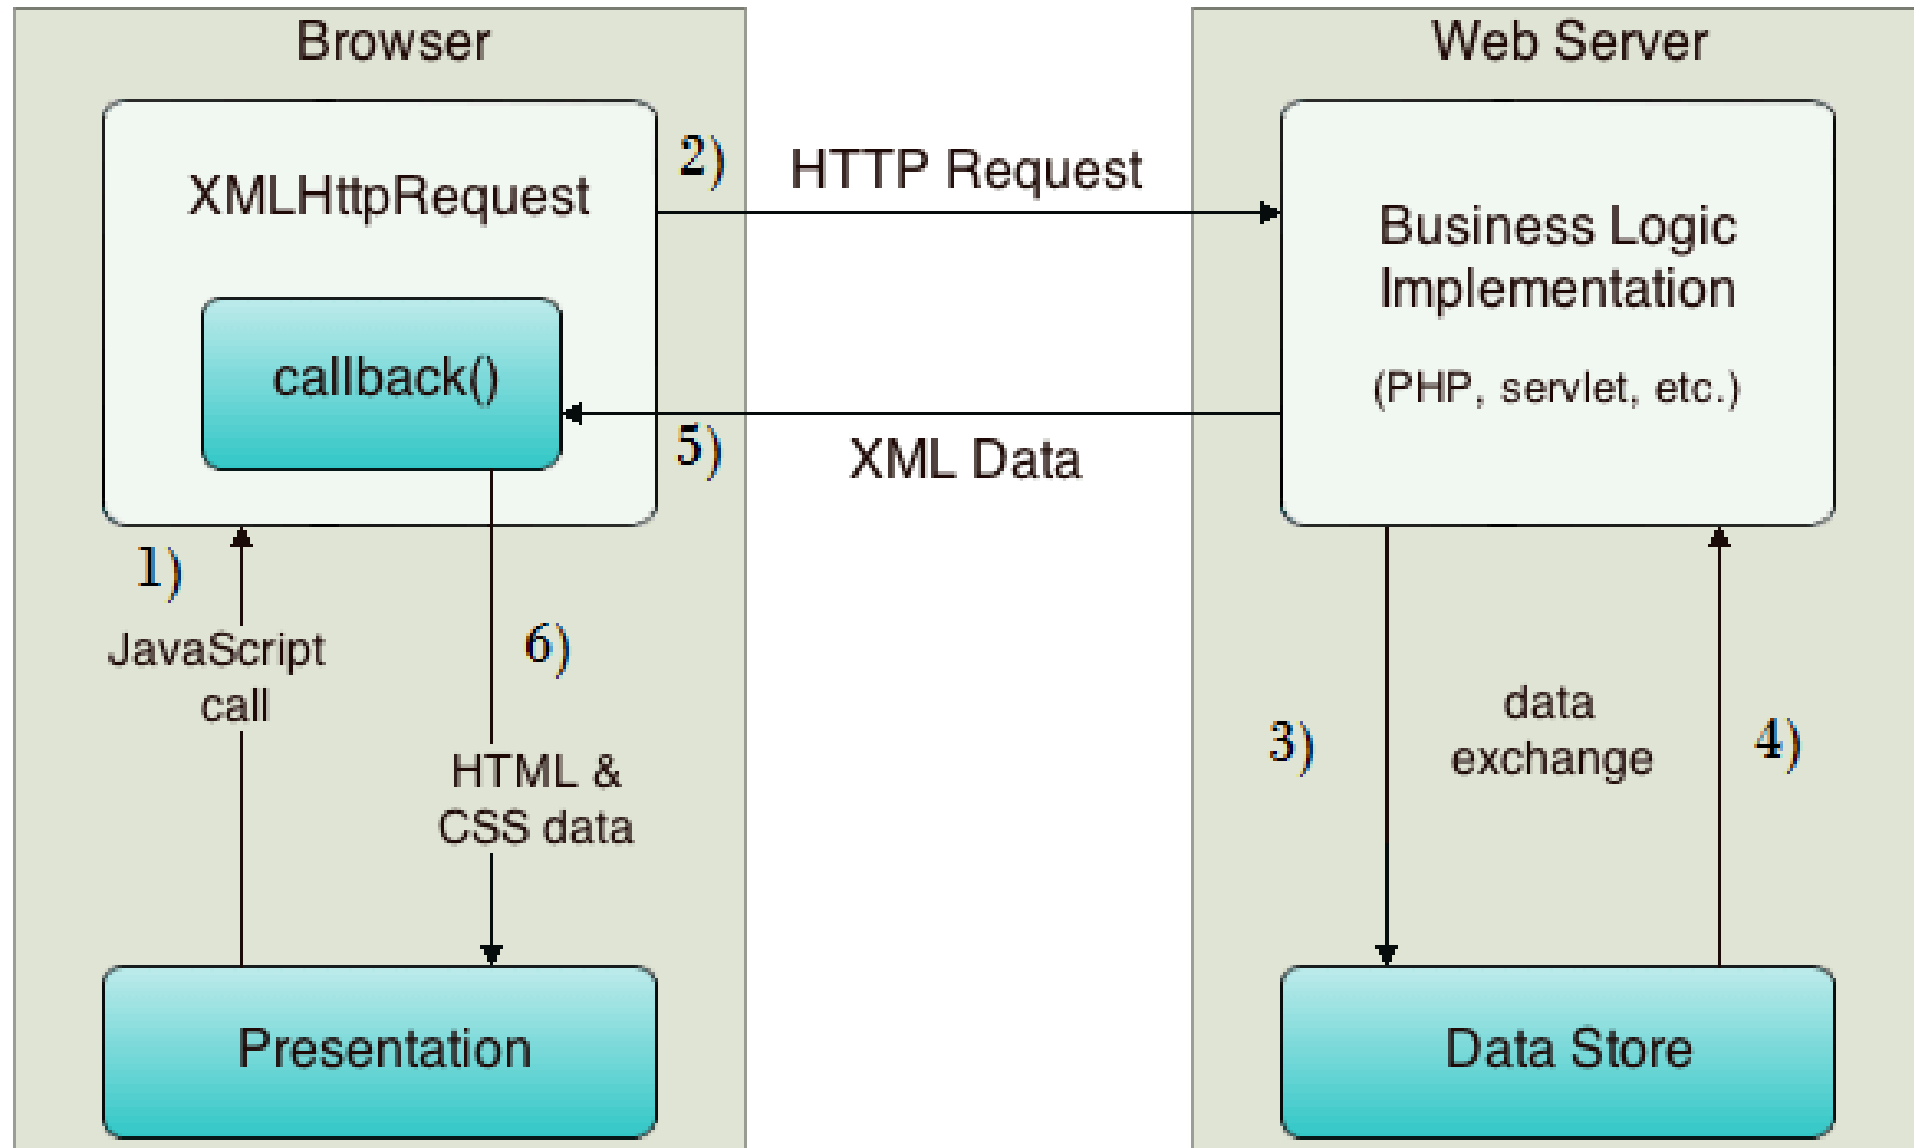 Browser
XMLHttpRequest
callback()
1)
JavaScript
call
6)
HTML &
CSS data
Presentation
2)
HTTP Request
5)
XML Data
Web Server
Business Logic
Implementation
(PHP, servlet, etc.)
3)
data
exchange
4)
Data Store